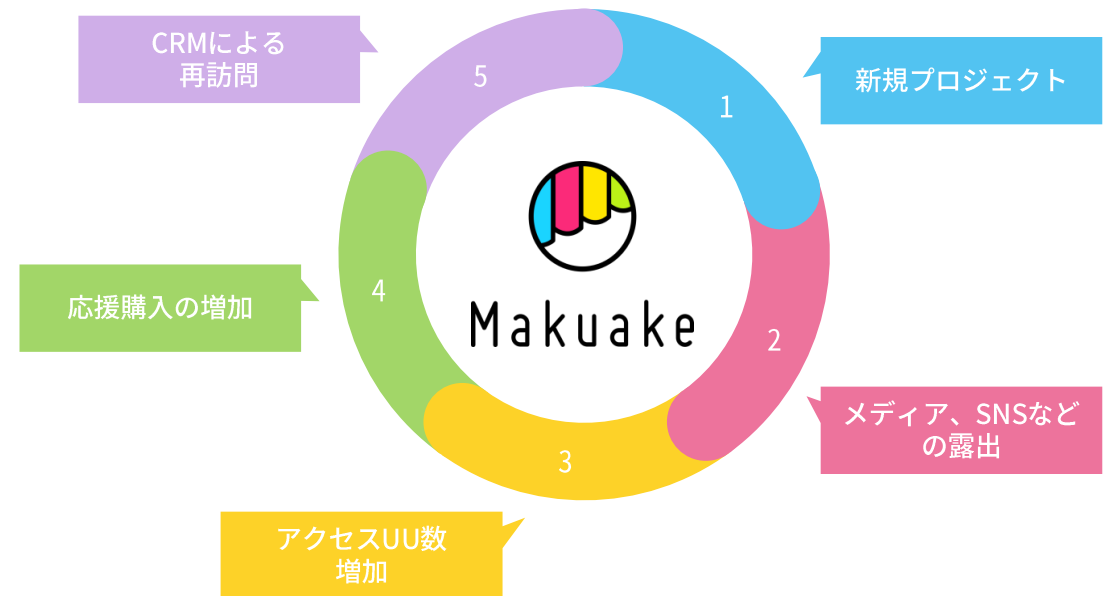 1
新規プロジェクト
2
メディア、SNSなど
の露出
3
アクセスUU数
増加
4
応援購入の増加
5
CRMによる
再訪問
Makuake